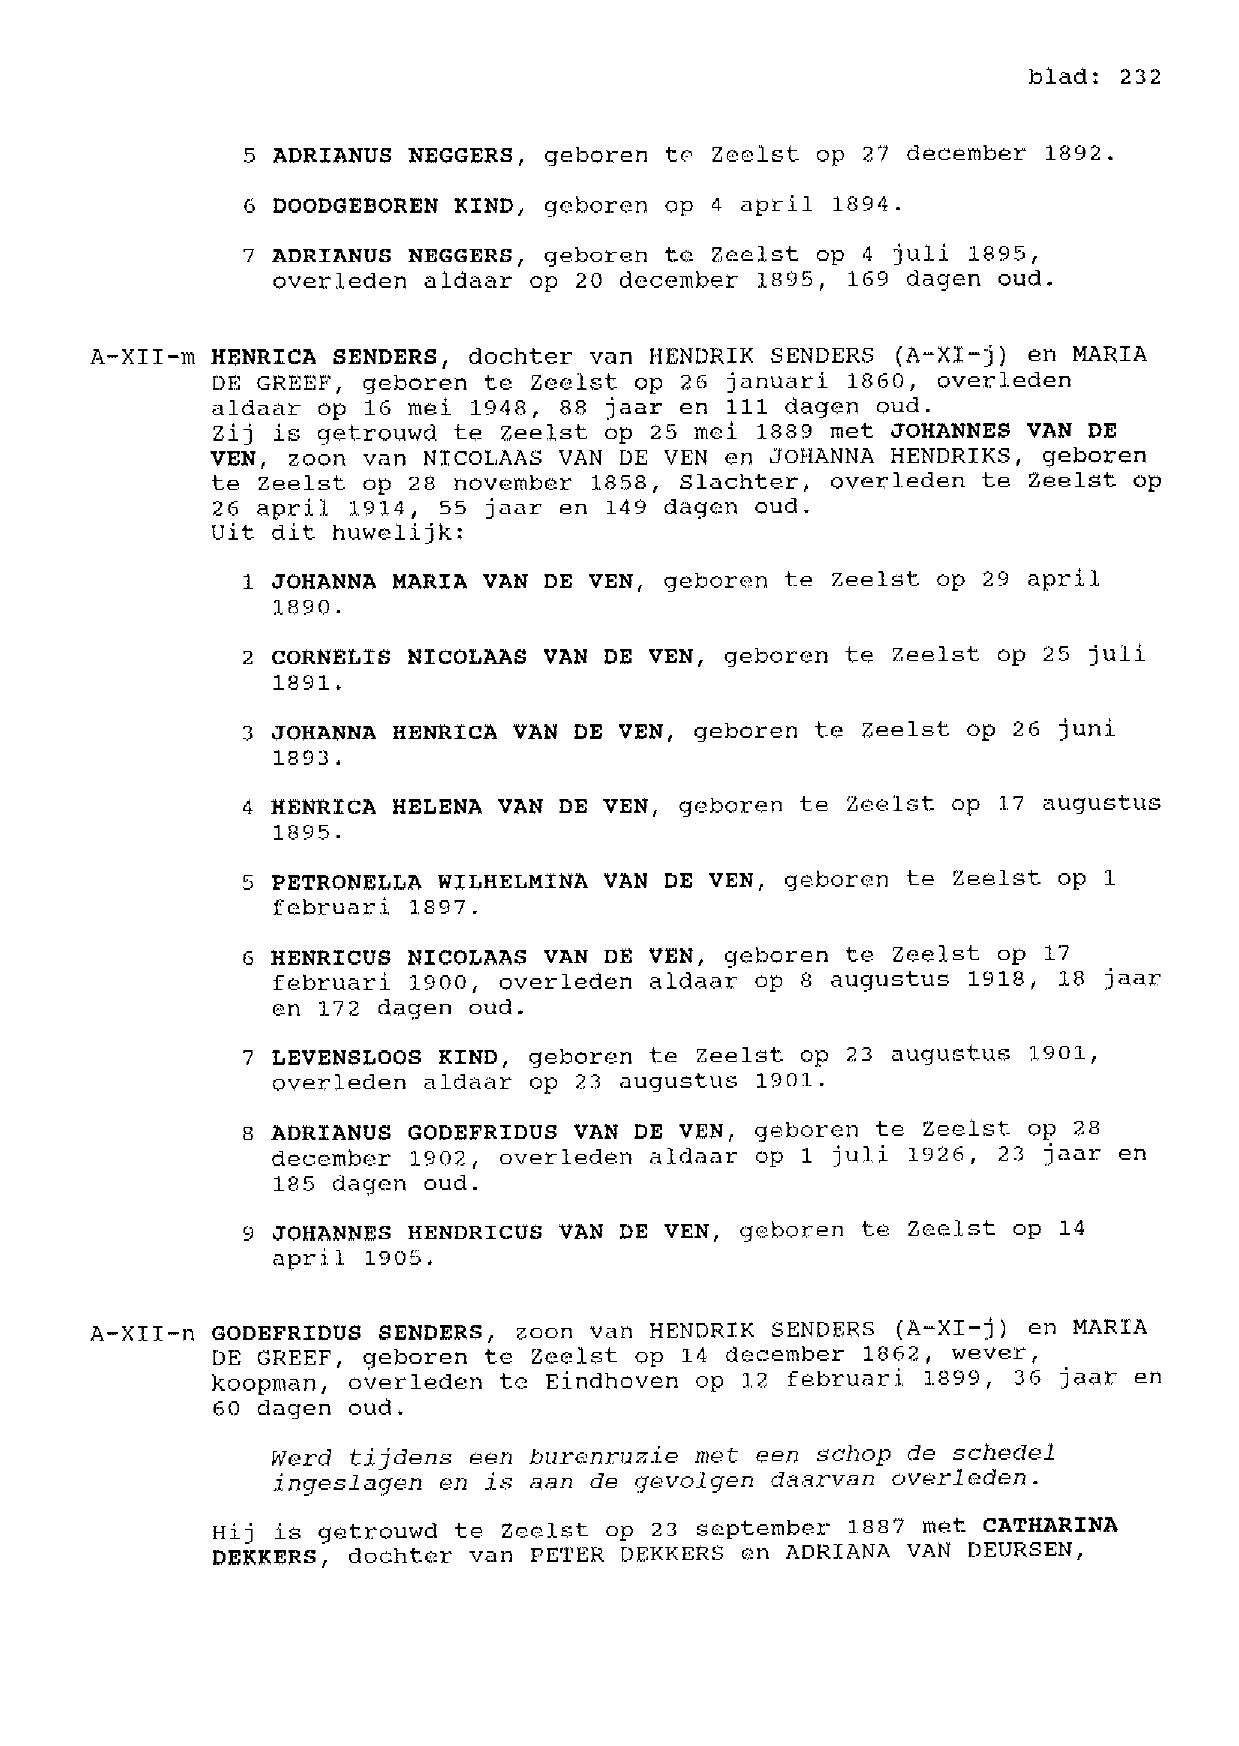 blad: 232
5 ADRIANUS NEGGERS, geboren te Zeelst op 27 december 1892.
6 DOODGEBOREN KIND, geboren op 4 april 1894.
7 ADRIANUS NEGGERS, geboren te Zeelst op 4 juli 1895,
overleden aldaar op 20 december 1895, 169 dagen oud.
A-XII-m HENRICA SENDERS, dochter van HENDRIK SENDERS (A-XI-j) en MARIA
DE GREEF, geboren te Zeelst op 26 januari 1860, overleden
aldaar op 16 mei 1948, 88 jaar en 111 dagen oud.
Zij is getrouwd te Zeelst op 25 mei 1889 met JOHANNES VAN DE
VEN, zoon van NICOLAAS VAN DE VEN en JOHANNA HENDRIKS, geboren
te Zeelst op 28 november 1858, Slachter, overleden te Zeelst op
26 april 1914, 55 jaar en 149 dagen oud.
Uit dit huwelijk:
1 JOHANNA MARIA VAN DE VEN, geboren te Zeelst op 29 april
1890.
2 CORNELIS NICOLAAS VAN DE VEN, geboren te Zeelst op 25 juli
1891.
3 JOHANNA HENRICA VAN DE VEN, geboren te Zeelst op 26 juni
1893.
4 HENRICA HELENA VAN DE VEN, geboren te Zeelst op 17 augustus
1895.
5 PETRONELLA WILHELMINA VAN DE VEN, geboren te Zeelst op 1
februari 1897.
6 HENRICUS NICOLAAS VAN DE VEN, geboren te Zeelst op 17
februari 1900, overleden aldaar op 8 augustus 1918, 18 jaar
en 172 dagen oud.
7 LEVENSLOOS KIND, geboren te Zeelst op 23 augustus 1901,
overleden aldaar op 23 augustus 1901.
8 ADRIANUS GODEFRIDUS VAN DE VEN, geboren te Zeelst op 28
december 1902, overleden aldaar op 1 juli 1926, 23 jaar en
185 dagen oud.
9 JOHANNES HENDRICUS VAN DE VEN, geboren te Zeelst op 14
april 1905.
A-XII-n GODEFRIDUS SENDERS, zoon van HENDRIK SENDERS (A-XI-j) en MARIA
DE GREEF, geboren te Zeelst op 14 december 1862, wever,
koopman, overleden te Eindhoven op 12 februari 1899, 36 jaar en
60 dagen oud.
Werd tijdens een burenruzie met een schop de schedel
ingeslagen en is aan de gevolgen daarvan overleden.
Hij is getrouwd te Zeelst op 23 september 1887 met CATHARINA
DEKKERS, dochter van PETER DEKKERS en ADRIANA VAN DEURSEN,